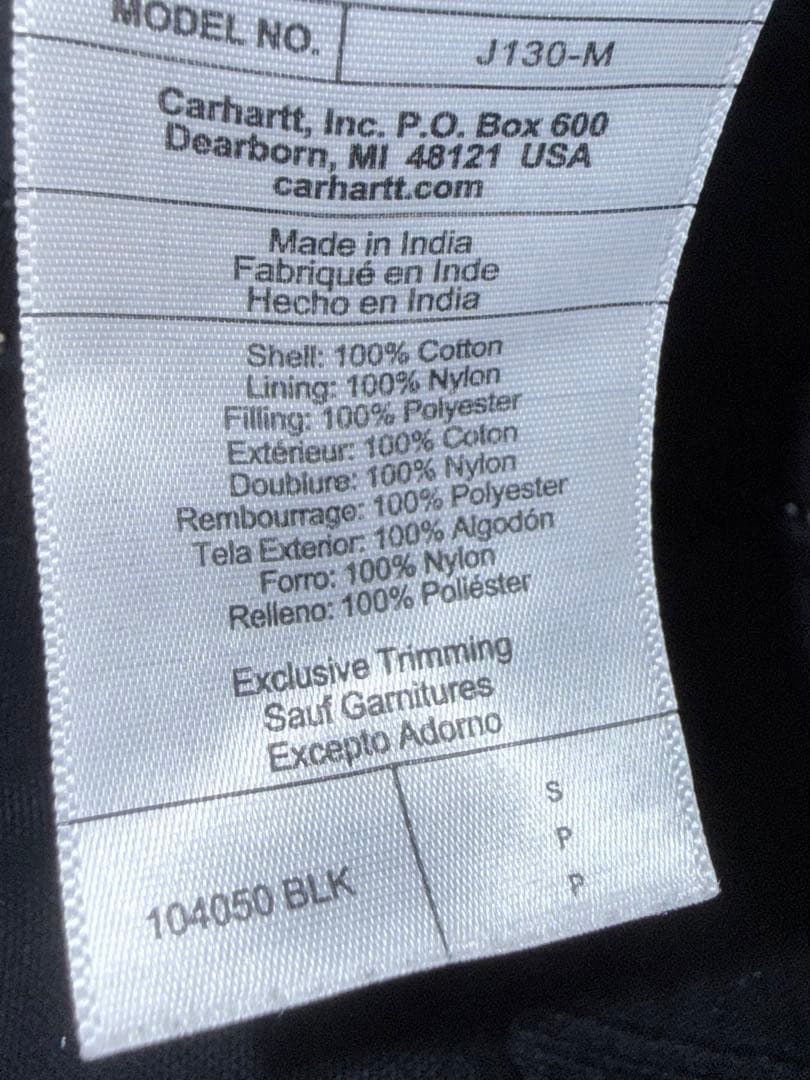 MODEL NO. J130-M
Carhartt, Inc. P.O. Box 600
Dearborn, MI 48121 USA
carhartt.com
Made in India
Fabriqué en Inde
Hecho en India
Shell: 100% Cotton
Lining: 100% Nylon
Filling: 100% Polyester
Extérieur: 100% Coton
Doublure: 100% Nylon
Rembourrage: 100% Polyester
Tela Exterior: 100% Algodón
Forro: 100% Nylon
Relleno: 100% Poliéster
Exclusive Trimming
Sauf Garnitures
Excepto Adorno
104050 BLK
S
P
P